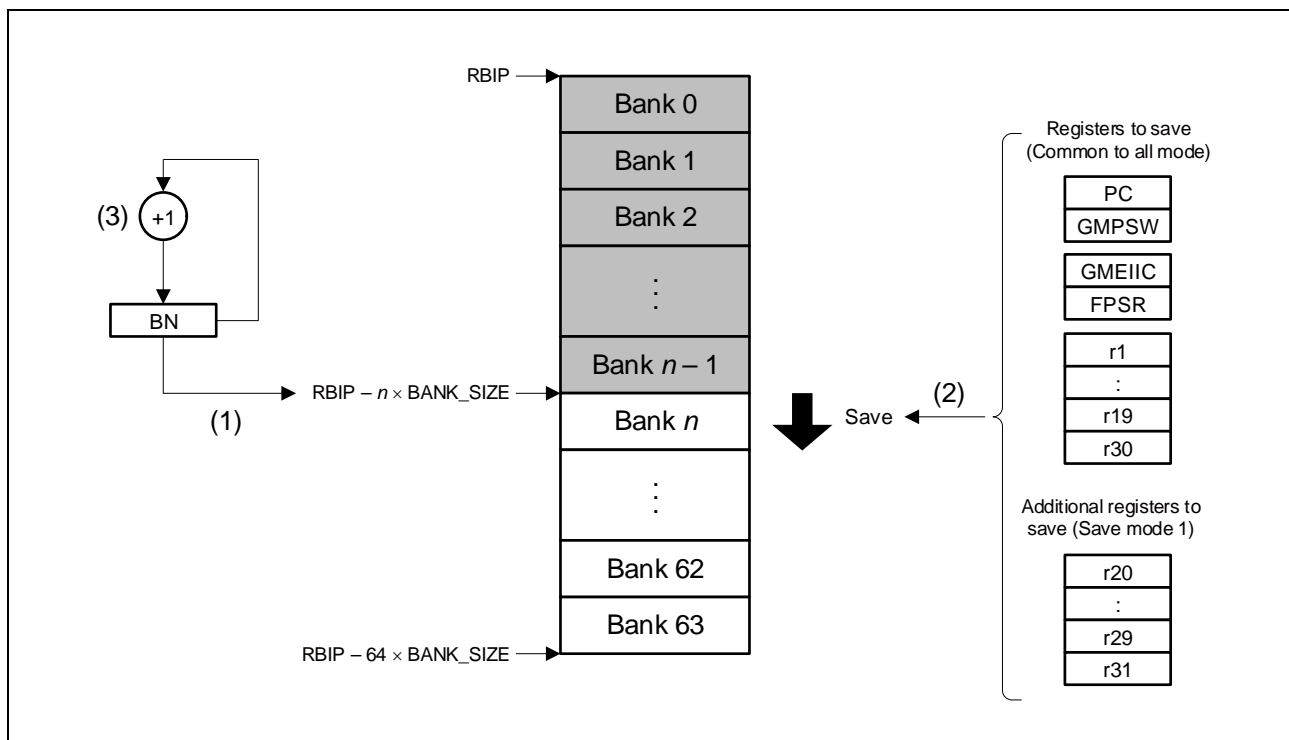 RBIP
Bank 0
Bank 1
Bank 2
⋮
Bank n – 1
RBIP – n × BANK_SIZE
Bank n
⋮
Bank 62
Bank 63
RBIP – 64 × BANK_SIZE
(3)
+1
BN
(1)
Save
(2)
Registers to save
(Common to all mode)
PC
GMPSW
GMEIIC
FPSR
r1
:
r19
r30
Additional registers to
save (Save mode 1)
r20
:
r29
r31